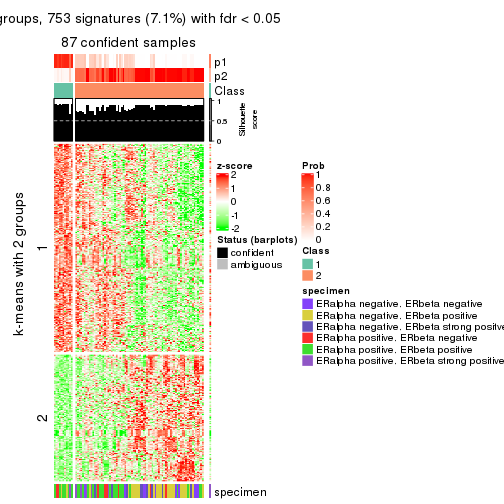 groups, 753 signatures (7.1%) with fdr < 0.05
87 confident samples
p1
p2
Class
1
0.5
0
Silhouette
score
k-means with 2 groups
1
2
z-score
2
1
0
-1
-2
Status (barplots)
confident
ambiguous
Prob
1
0.8
0.6
0.4
0.2
0
Class
1
2
specimen
ERalpha negative. ERbeta negative
ERalpha negative. ERbeta positive
ERalpha negative. ERbeta strong positive
ERalpha positive. ERbeta negative
ERalpha positive. ERbeta positive
ERalpha positive. ERbeta strong positive
specimen